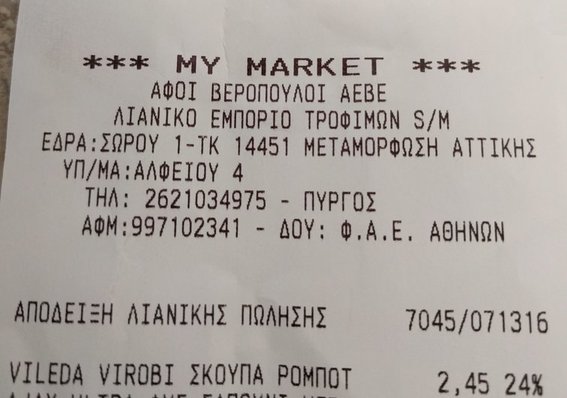 *** MY MARKET ***
ΑΦΟΙ ΒΕΡΟΠΟΥΛΟΙ ΑΕΒΕ
ΛΙΑΝΙΚΟ ΕΜΠΟΡΙΟ ΤΡΟΦΙΜΩΝ S/M
ΕΔΡΑ:ΣΩΡΟΥ 1-ΤΚ 14451 ΜΕΤΑΜΟΡΦΩΣΗ ΑΤΤΙΚΗΣ
ΥΠ/ΜΑ:ΑΛΦΕΙΟΥ 4
ΤΗΛ: 2621034975 - ΠΥΡΓΟΣ
ΑΦΜ:997102341 - ΔΟΥ: Φ.Α.Ε. ΑΘΗΝΩΝ
ΑΠΟΔΕΙΞΗ ΛΙΑΝΙΚΗΣ ΠΩΛΗΣΗΣ 7045/071316
VILEDA VIROBI ΣΚΟΥΠΑ ΡΟΜΠΟΤ 2,45 24%